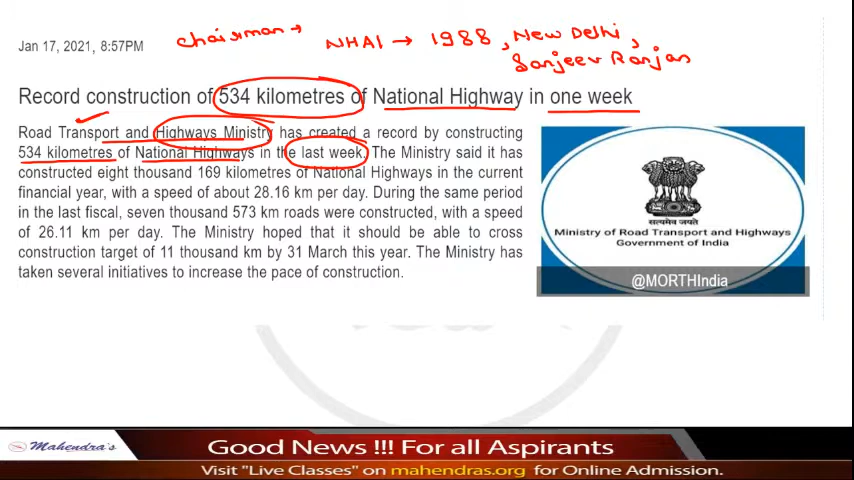 chairman →
NHAI → 1988, New Delhi,
Sanjeev Ranjan
Jan 17, 2021, 8:57PM
Record construction of 534 kilometres of National Highway in one week
Road Transport and Highways Ministry has created a record by constructing
534 kilometres of National Highways in the last week. The Ministry said it has
constructed eight thousand 169 kilometres of National Highways in the current
financial year, with a speed of about 28.16 km per day. During the same period
in the last fiscal, seven thousand 573 km roads were constructed, with a speed
of 26.11 km per day. The Ministry hoped that it should be able to cross
construction target of 11 thousand km by 31 March this year. The Ministry has
taken several initiatives to increase the pace of construction.
सत्यमेव जयते
Ministry of Road Transport and Highways
Government of India
@MORTHIndia
Mahendra's
Good News !!! For all Aspirants
Visit "Live Classes" on mahendras.org for Online Admission.